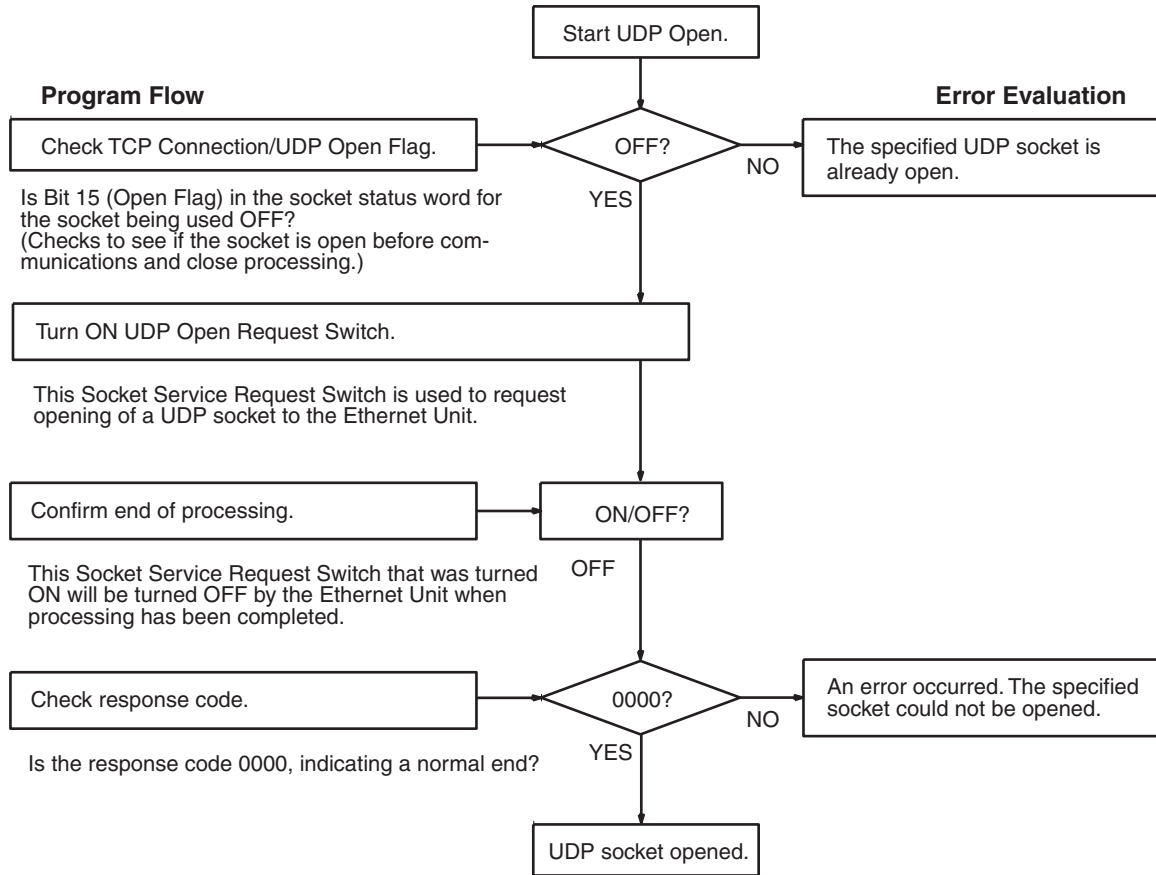 Start UDP Open.
Program Flow
Error Evaluation
Check TCP Connection/UDP Open Flag.
OFF?
NO
The specified UDP socket is
already open.
YES
Is Bit 15 (Open Flag) in the socket status word for
the socket being used OFF?
(Checks to see if the socket is open before com-
munications and close processing.)
Turn ON UDP Open Request Switch.
This Socket Service Request Switch is used to request
opening of a UDP socket to the Ethernet Unit.
Confirm end of processing.
ON/OFF?
OFF
This Socket Service Request Switch that was turned
ON will be turned OFF by the Ethernet Unit when
processing has been completed.
Check response code.
0000?
NO
An error occurred. The specified
socket could not be opened.
YES
Is the response code 0000, indicating a normal end?
UDP socket opened.